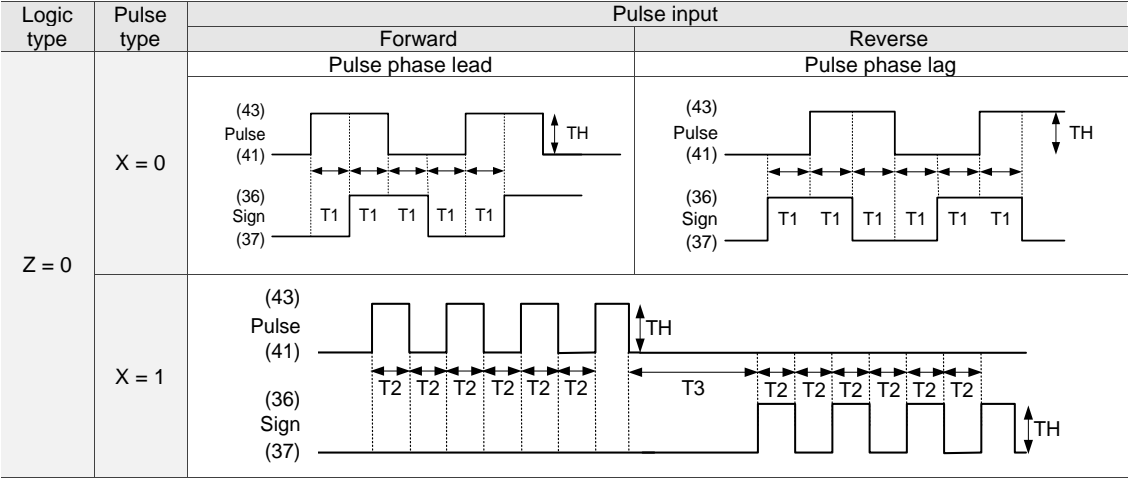 Logic type
Pulse type
Pulse input
Forward
Reverse
Z = 0
X = 0
Pulse phase lead
Pulse phase lag
(43)
Pulse
(41)
TH
(36)
Sign
(37)
T1 T1 T1 T1 T1
(43)
Pulse
(41)
TH
(36)
Sign
(37)
T1 T1 T1 T1 T1 T1
X = 1
(43)
Pulse
(41)
TH
T2 T2 T2 T2 T2 T2 T3 T2 T2 T2 T2 T2 T2
(36)
Sign
(37)
TH